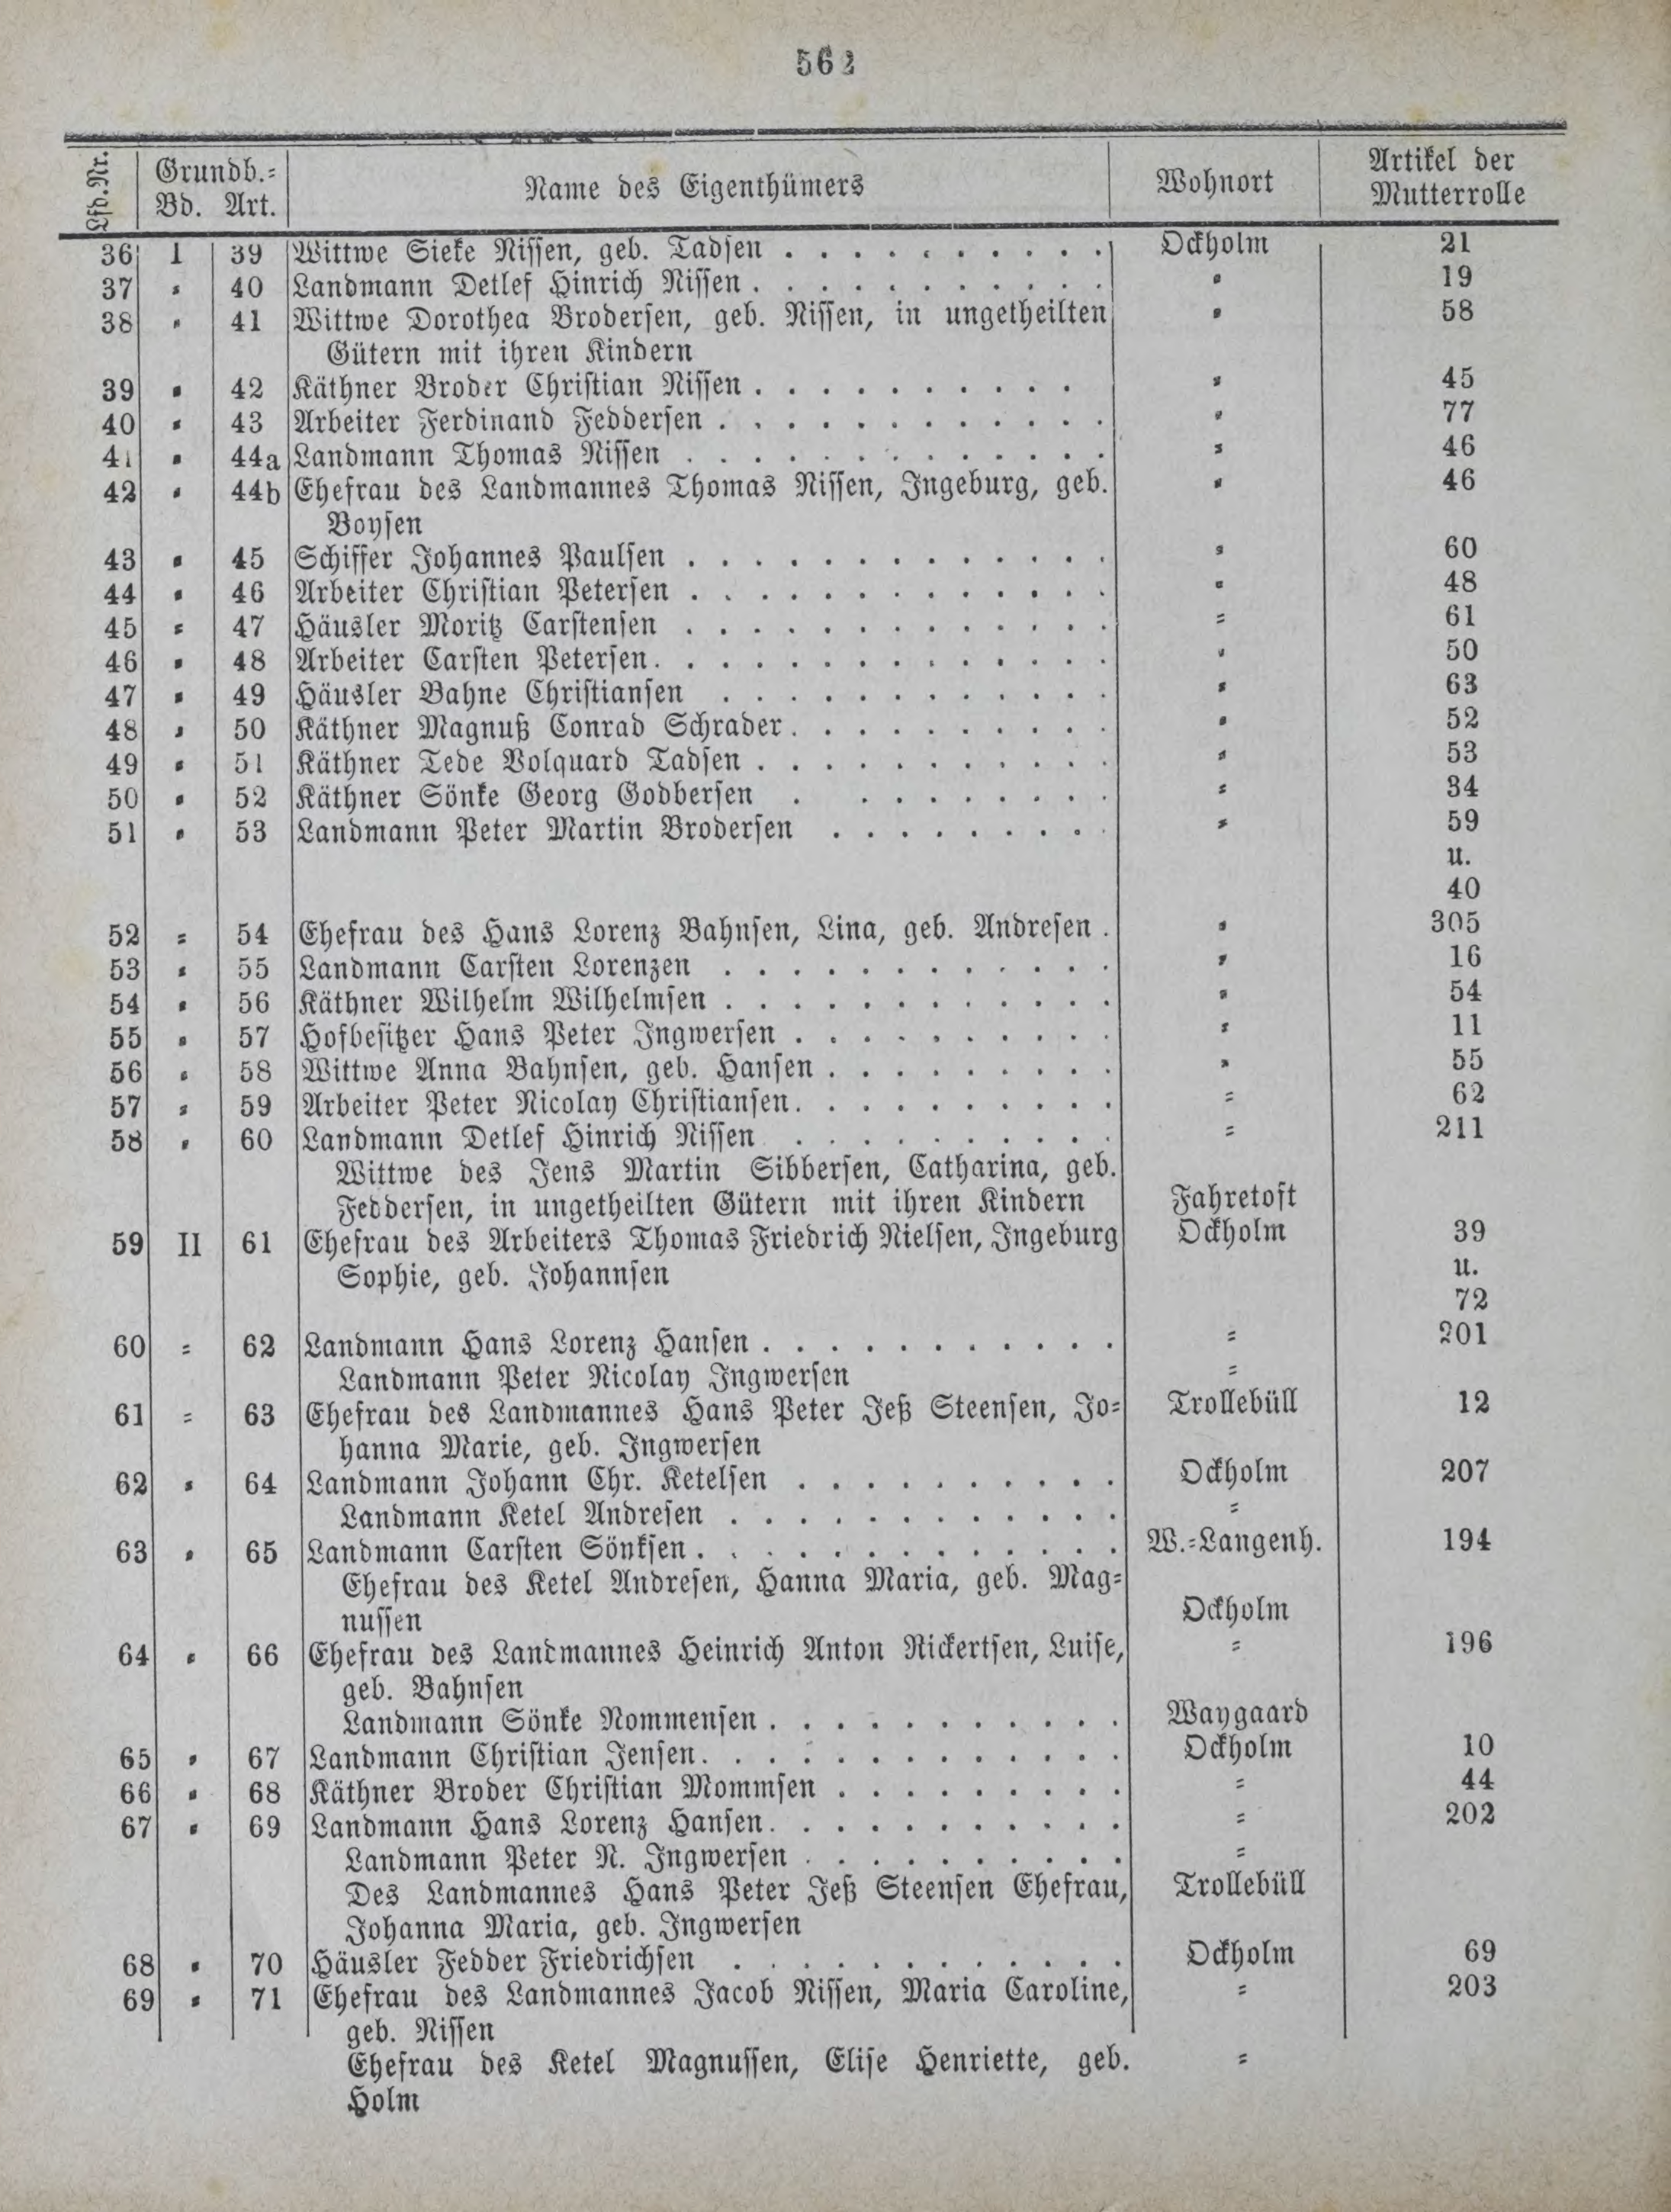 562
Lfd. Nr. Grundb.= Bd. Art. Name des Eigenthümers Wohnort Artikel der Mutterrolle
36 I 39 Wittwe Sieke Nissen, geb. Tadsen . . . . . . . . . . Ockholm 21
37 = 40 Landmann Detlef Hinrich Nissen . . . . . . . . . . . = 19
38 = 41 Wittwe Dorothea Brodersen, geb. Nissen, in ungetheilten = 58
Gütern mit ihren Kindern
39 = 42 Käthner Broder Christian Nissen . . . . . . . . . . = 45
40 = 43 Arbeiter Ferdinand Feddersen . . . . . . . . . . . . = 77
41 = 44a Landmann Thomas Nissen . . . . . . . . . . . . . = 46
42 = 44b Ehefrau des Landmannes Thomas Nissen, Ingeburg, geb. = 46
Boysen
43 = 45 Schiffer Johannes Paulsen . . . . . . . . . . . . . = 60
44 = 46 Arbeiter Christian Petersen . . . . . . . . . . . . . = 48
45 = 47 Häusler Moritz Carstensen . . . . . . . . . . . . . = 61
46 = 48 Arbeiter Carsten Petersen . . . . . . . . . . . . . . = 50
47 = 49 Häusler Bahne Christiansen . . . . . . . . . . . . = 63
48 = 50 Käthner Magnuß Conrad Schrader . . . . . . . . . . = 52
49 = 51 Käthner Tede Volquard Tadsen . . . . . . . . . . . = 53
50 = 52 Käthner Sönke Georg Godbersen . . . . . . . . . = 34
51 = 53 Landmann Peter Martin Brodersen . . . . . . . . . = 59
u.
40
52 = 54 Ehefrau des Hans Lorenz Bahnsen, Lina, geb. Andresen . = 305
53 = 55 Landmann Carsten Lorenzen . . . . . . . . . . . . = 16
54 = 56 Käthner Wilhelm Wilhelmsen . . . . . . . . . . . . = 54
55 = 57 Hofbesitzer Hans Peter Ingwersen . . . . . . . . . . = 11
56 = 58 Wittwe Anna Bahnsen, geb. Hansen . . . . . . . . . = 55
57 = 59 Arbeiter Peter Nicolay Christiansen . . . . . . . . . . = 62
58 = 60 Landmann Detlef Hinrich Nissen . . . . . . . . . . = 211
Wittwe des Jens Martin Sibbersen, Catharina, geb.
Feddersen, in ungetheilten Gütern mit ihren Kindern Fahretoft
59 II 61 Ehefrau des Arbeiters Thomas Friedrich Nielsen, Ingeburg Ockholm 39
Sophie, geb. Johannsen u.
72
60 = 62 Landmann Hans Lorenz Hansen . . . . . . . . . . . = 201
Landmann Peter Nicolay Ingwersen =
61 = 63 Ehefrau des Landmannes Hans Peter Jeß Steensen, Jo= Trollebüll 12
hanna Marie, geb. Ingwersen
62 = 64 Landmann Johann Chr. Ketelsen . . . . . . . . . . Ockholm 207
Landmann Ketel Andresen . . . . . . . . . . . . =
63 = 65 Landmann Carsten Sönksen . . . . . . . . . . . . . W.=Langenh. 194
Ehefrau des Ketel Andresen, Hanna Maria, geb. Mag=
nussen Ockholm
64 = 66 Ehefrau des Landmannes Heinrich Anton Rickertsen, Luise, = 196
geb. Bahnsen
Landmann Sönke Nommensen . . . . . . . . . . . Waygaard
65 = 67 Landmann Christian Jensen . . . . . . . . . . . . . Ockholm 10
66 = 68 Käthner Broder Christian Mommsen . . . . . . . . . = 44
67 = 69 Landmann Hans Lorenz Hansen . . . . . . . . . . . = 202
Landmann Peter N. Ingwersen . . . . . . . . . . =
Des Landmannes Hans Peter Jeß Steensen Ehefrau, Trollebüll
Johanna Maria, geb. Ingwersen
68 = 70 Häusler Fedder Friedrichsen . . . . . . . . . . . . Ockholm 69
69 = 71 Ehefrau des Landmannes Jacob Nissen, Maria Caroline, = 203
geb. Nissen
Ehefrau des Ketel Magnussen, Elise Henriette, geb. =
Holm